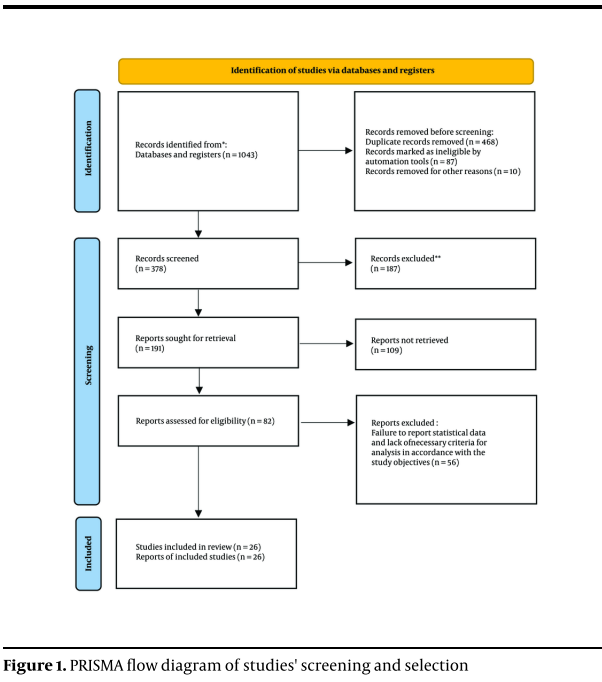 Identification of studies via databases and registers
Identification
Records identified from*:
Databases and registers (n = 1043)
Records removed before screening:
Duplicate records removed (n = 468)
Records marked as ineligible by
automation tools (n = 87)
Records removed for other reasons (n = 10)
Screening
Records screened
(n = 378)
Records excluded**
(n = 187)
Reports sought for retrieval
(n = 191)
Reports not retrieved
(n = 109)
Reports assessed for eligibility (n = 82)
Reports excluded :
Failure to report statistical data
and lack ofnecessary criteria for
analysis in accordance with the
study objectives (n = 56)
Included
Studies included in review (n = 26)
Reports of included studies (n = 26)
Figure 1. PRISMA flow diagram of studies' screening and selection